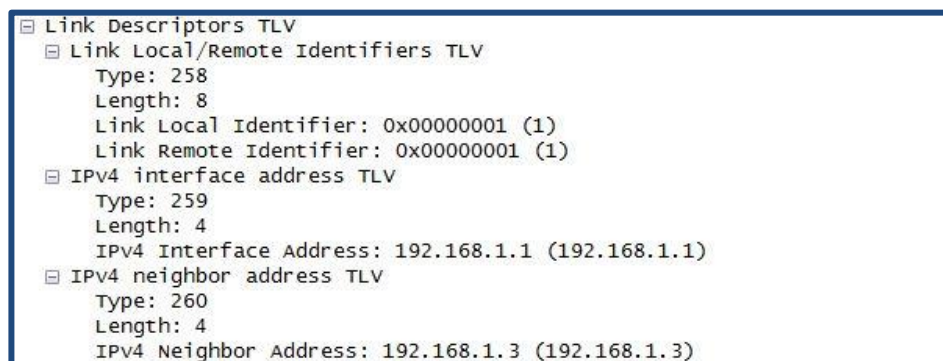 Link Descriptors TLV
Link Local/Remote Identifiers TLV
Type: 258
Length: 8
Link Local Identifier: 0x00000001 (1)
Link Remote Identifier: 0x00000001 (1)
IPv4 interface address TLV
Type: 259
Length: 4
IPv4 Interface Address: 192.168.1.1 (192.168.1.1)
IPv4 neighbor address TLV
Type: 260
Length: 4
IPv4 Neighbor Address: 192.168.1.3 (192.168.1.3)